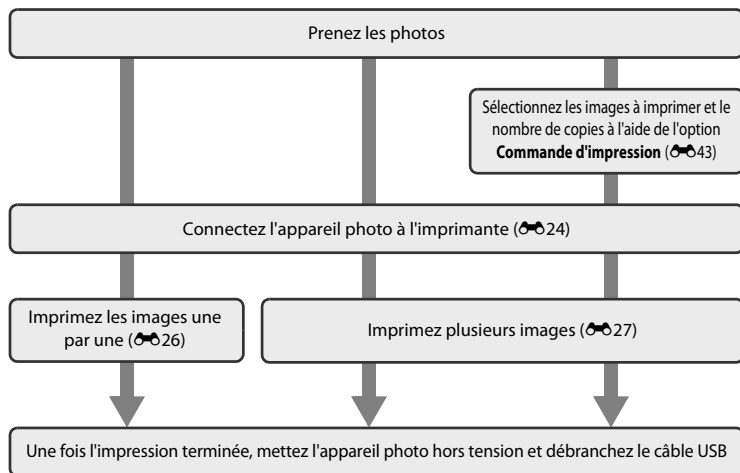 Prenez les photos
Sélectionnez les images à imprimer et le
nombre de copies à l'aide de l'option
Commande d'impression (43)
Connectez l'appareil photo à l'imprimante (24)
Imprimez les images une
par une (26)
Imprimez plusieurs images (27)
Une fois l'impression terminée, mettez l'appareil photo hors tension et débranchez le câble USB